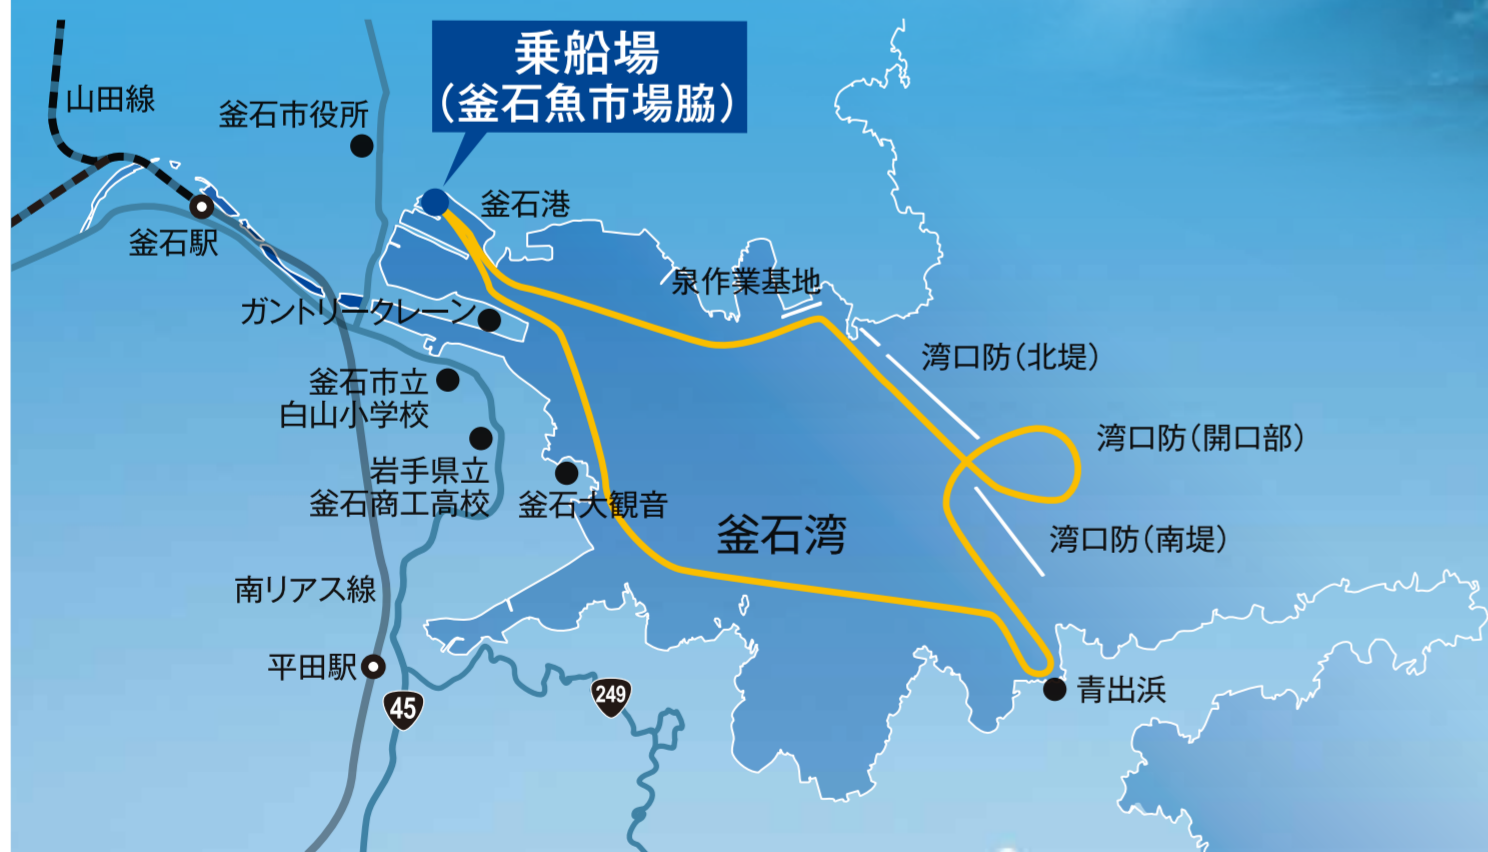 乗船場
（釜石魚市場脇）
山田線
釜石市役所
釜石港
釜石駅
泉作業基地
ガントリークレーン
湾口防（北堤）
釜石市立
白山小学校
湾口防（開口部）
岩手県立
釜石商工高校
釜石大観音
釜石湾
湾口防（南堤）
南リアス線
平田駅
45
249
青出浜